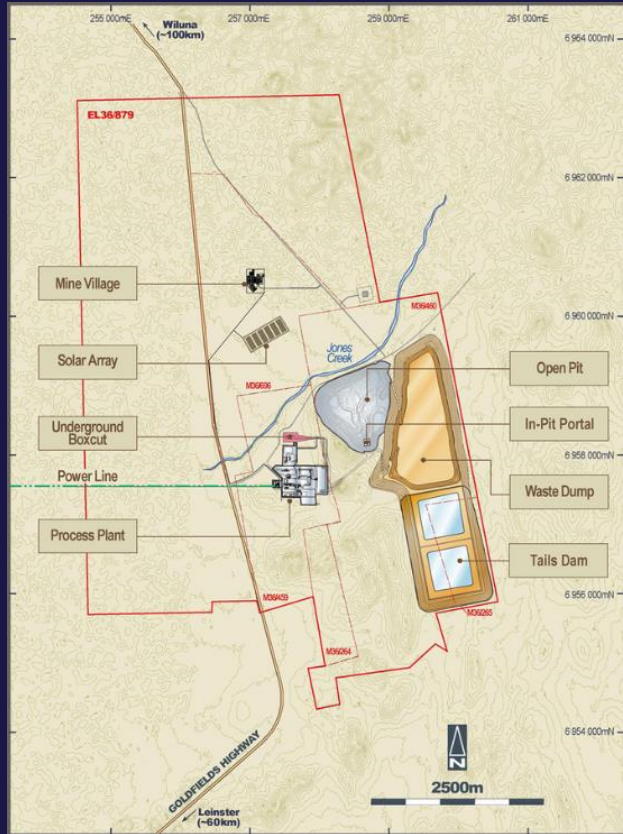 255 000mE
257 000mE
259 000mE
261 000mE
Wiluna
(~100km)
6 964 000mN
EL36/879
6 962 000mN
Mine Village
M36/460
6 960 000mN
Solar Array
Jones
Creek
Open Pit
M36/696
In-Pit Portal
Underground
Boxcut
6 958 000mN
Power Line
Waste Dump
Process Plant
Tails Dam
6 956 000mN
M36/459
M36/265
M36/264
6 954 000mN
GOLDFIELDS HIGHWAY
N
2500m
Leinster
(~60km)